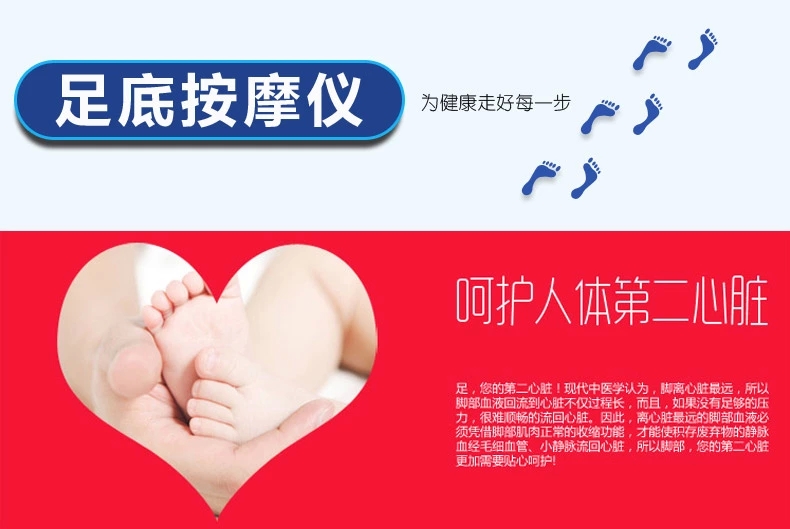 足底按摩仪
为健康走好每一步
呵护人体第二心脏
足，您的第二心脏！现代中医学认为，脚离心脏最远，所以
脚部血液回流到心脏不仅过程长，而且，如果没有足够的压
力，很难顺畅的流回心脏。因此，离心脏最远的脚部血液必
须凭借脚部肌肉正常的收缩功能，才能使积存废弃物的静脉
血经毛细血管、小静脉流回心脏，所以脚部，您的第二心脏
更加需要贴心呵护!